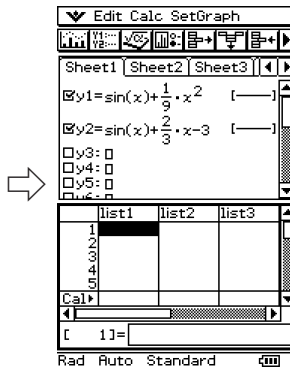 Edit Calc SetGraph
Sheet1 Sheet2 Sheet3
y1=sin(x)+1/9·x^2 [—]
y2=sin(x)+2/3·x−3 [—]
y3:
y4:
y5:
y6:
list1 list2 list3
1
2
3
4
5
Cal
[ 1]=
Rad Auto Standard